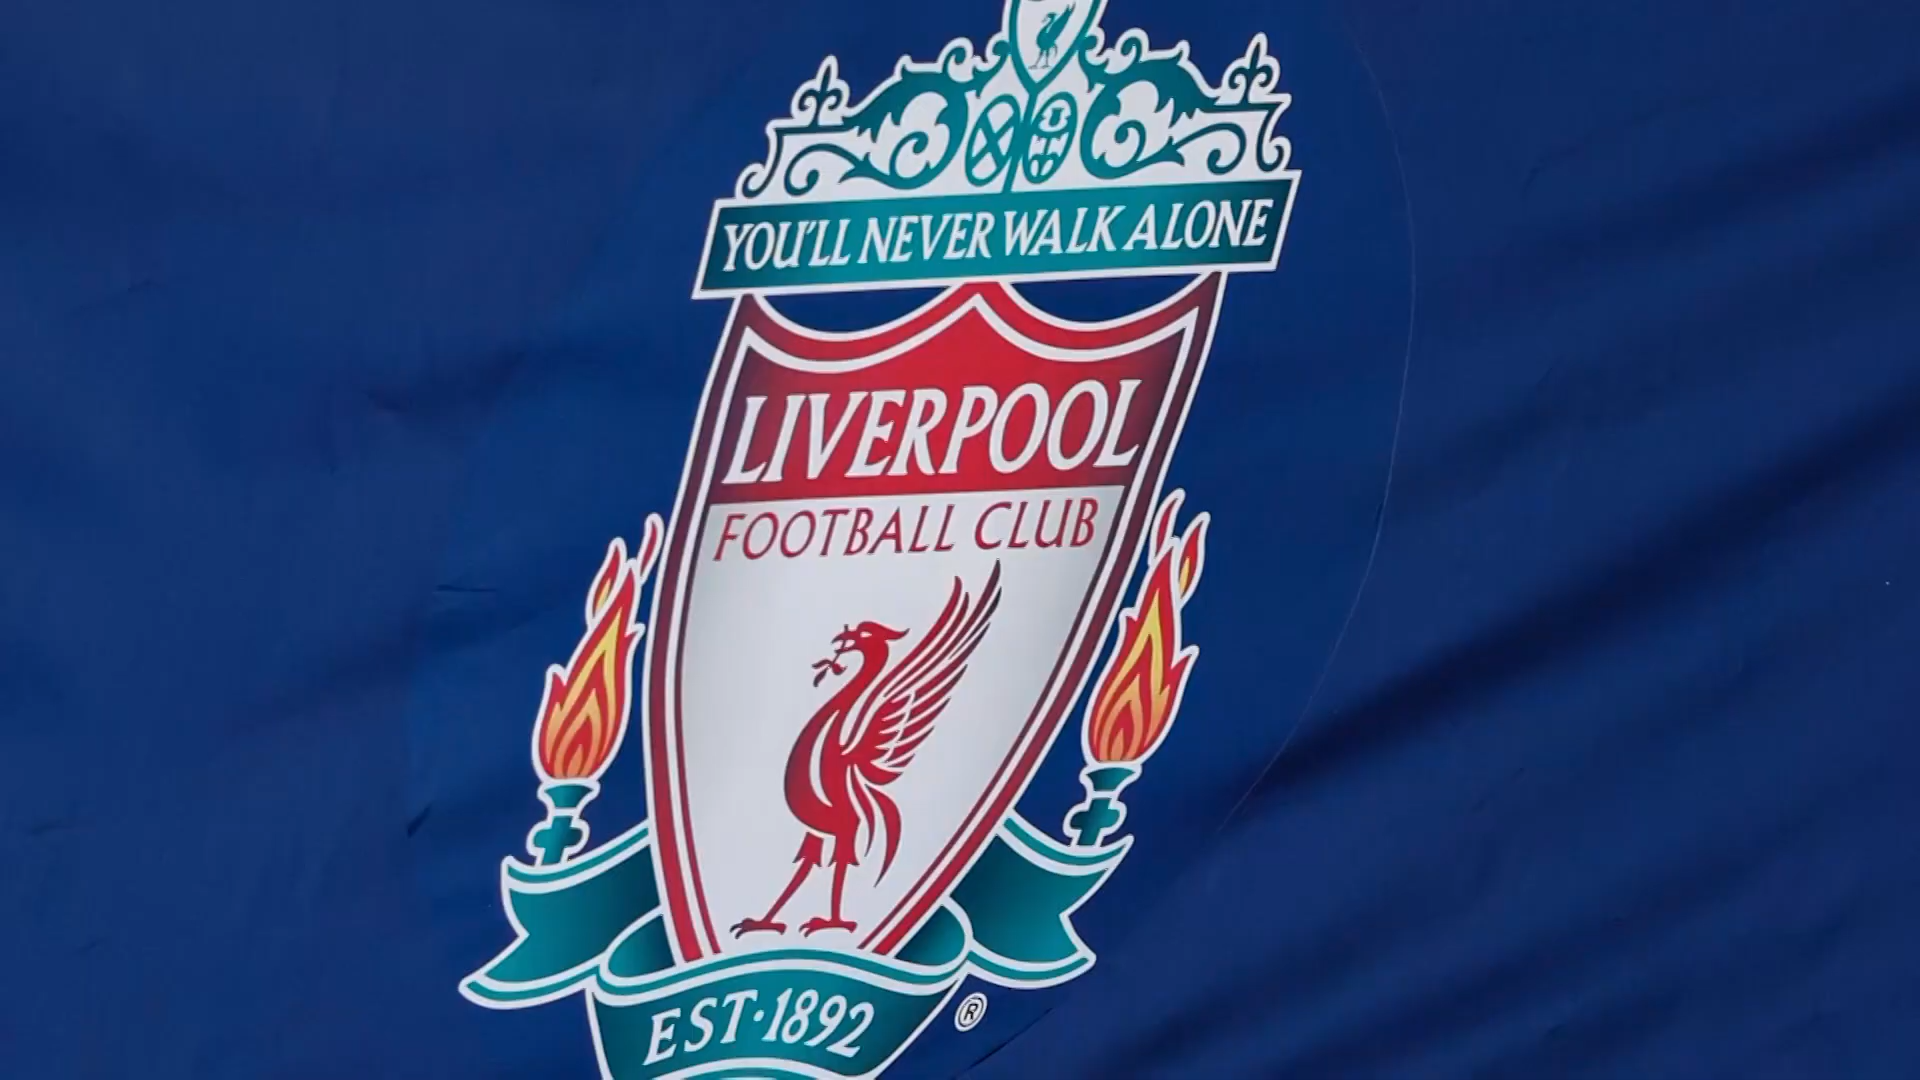 YOU'LL NEVER WALK ALONE
LIVERPOOL
FOOTBALL CLUB
EST·1892
®